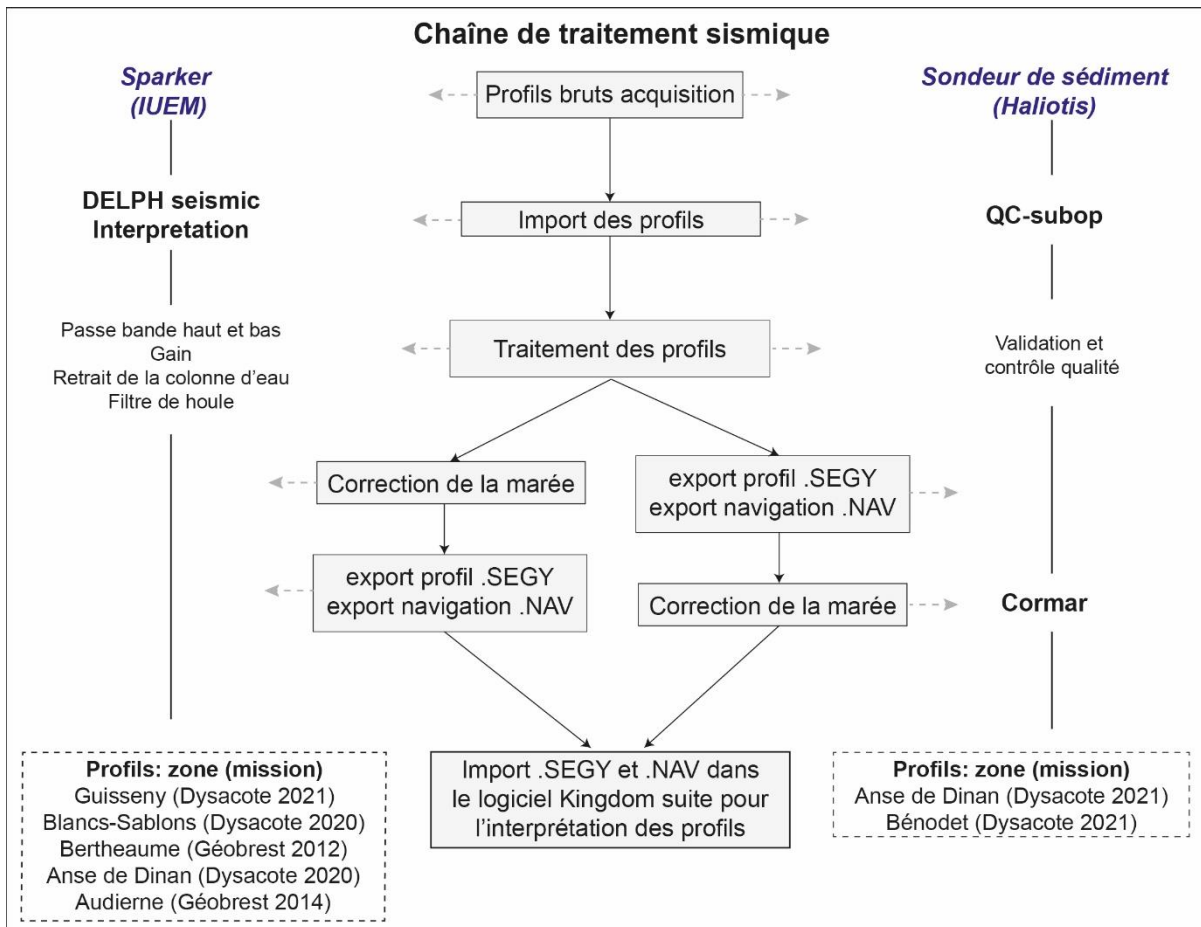 Chaîne de traitement sismique
Sparker
(IUEM)
DELPH seismic
Interpretation
Passe bande haut et bas
Gain
Retrait de la colonne d'eau
Filtre de houle
Profils: zone (mission)
Guisseny (Dysacote 2021)
Blancs-Sablons (Dysacote 2020)
Bertheaume (Géobrest 2012)
Anse de Dinan (Dysacote 2020)
Audierne (Géobrest 2014)
Profils bruts acquisition
Import des profils
Traitement des profils
Correction de la marée
export profil .SEGY
export navigation .NAV
export profil .SEGY
export navigation .NAV
Correction de la marée
Import .SEGY et .NAV dans
le logiciel Kingdom suite pour
l'interprétation des profils
Sondeur de sédiment
(Haliotis)
QC-subop
Validation et
contrôle qualité
Cormar
Profils: zone (mission)
Anse de Dinan (Dysacote 2021)
Bénodet (Dysacote 2021)